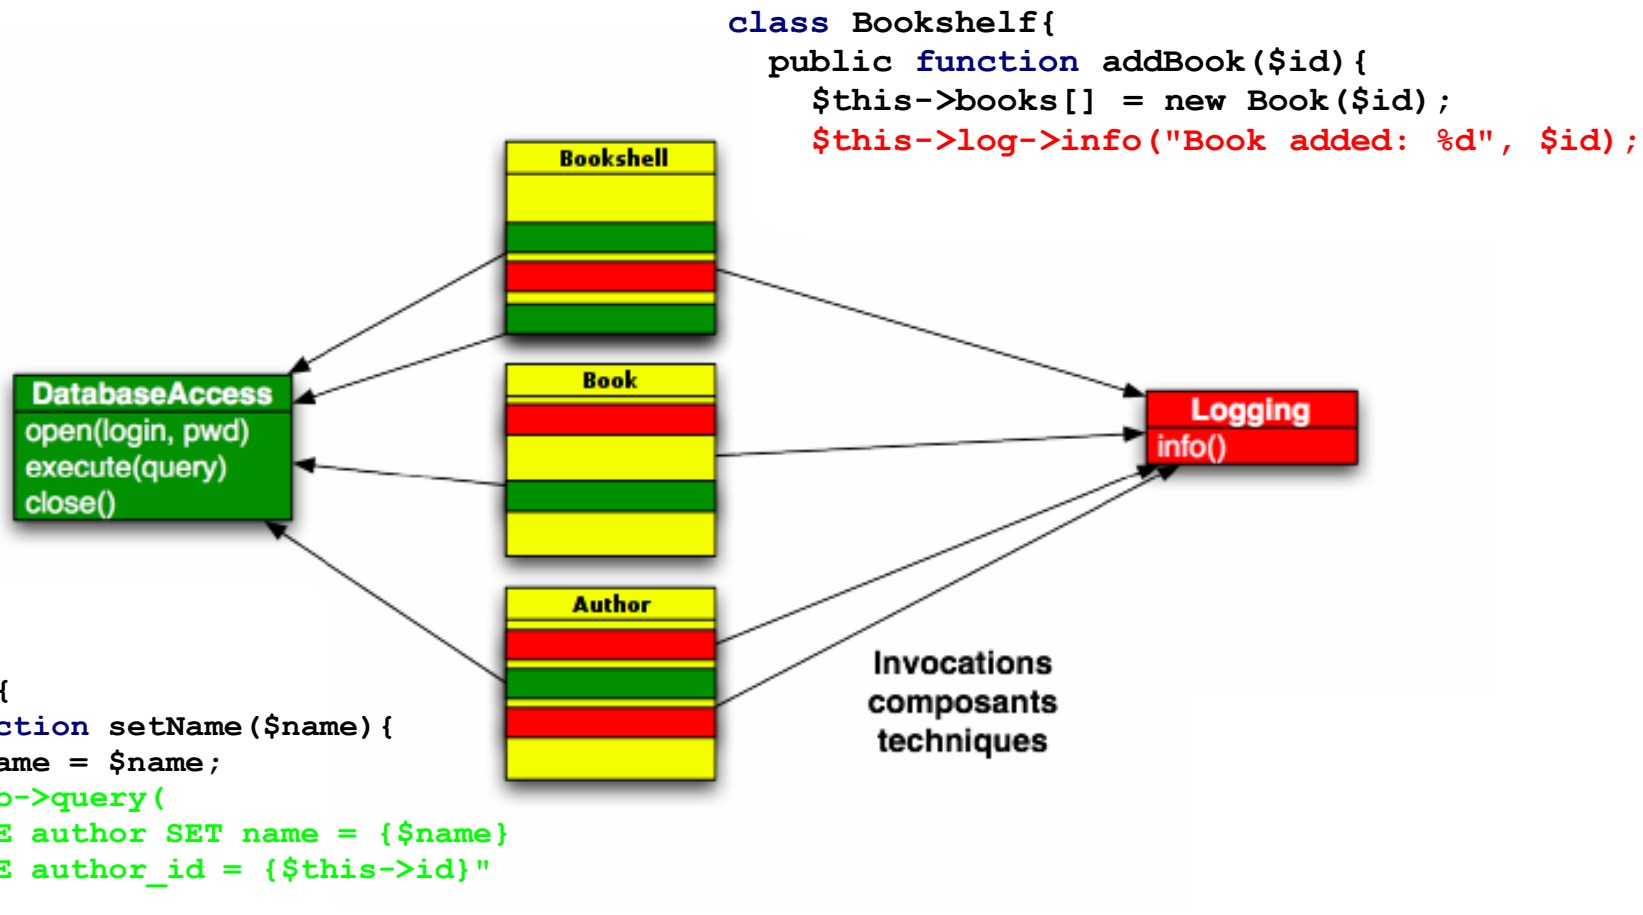 class Bookshelf{
public function addBook($id){
$this->books[] = new Book($id);
$this->log->info("Book added: %d", $id);
Bookshell
DatabaseAccess
open(login, pwd)
execute(query)
close()
Book
Logging
info()
Author
Invocations
composants
techniques
{
ction setName($name){
ame = $name;
o->query(
E author SET name = {$name}
E author_id = {$this->id}"